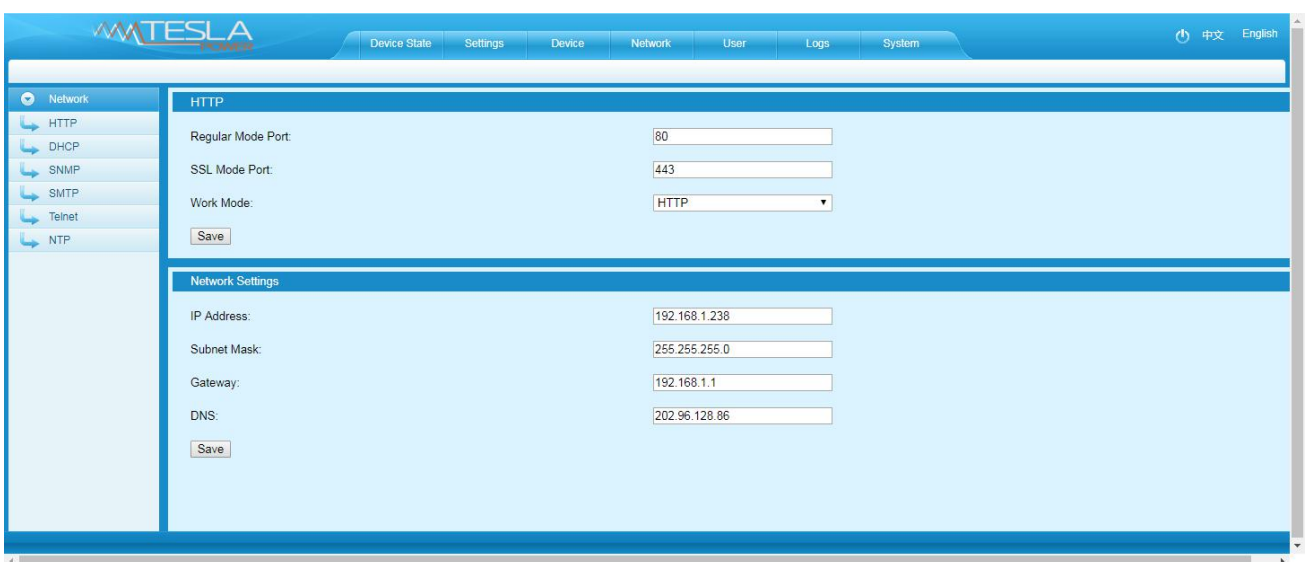 TESLA
POWER
Device State Settings Device Network User Logs System
中文 English
Network
HTTP
DHCP
SNMP
SMTP
Telnet
NTP
HTTP
Regular Mode Port: 80
SSL Mode Port: 443
Work Mode: HTTP
Save
Network Settings
IP Address: 192.168.1.238
Subnet Mask: 255.255.255.0
Gateway: 192.168.1.1
DNS: 202.96.128.86
Save